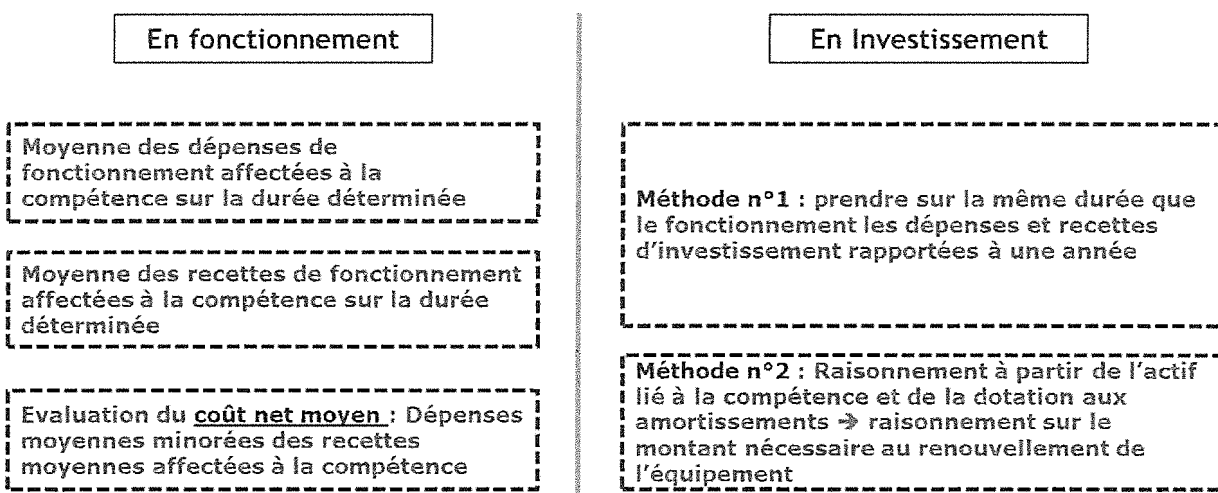 En fonctionnement
Moyenne des dépenses de
fonctionnement affectées à la
compétence sur la durée déterminée
Moyenne des recettes de fonctionnement
affectées à la compétence sur la durée
déterminée
Evaluation du coût net moyen : Dépenses
moyennes minorées des recettes
moyennes affectées à la compétence
En Investissement
Méthode n°1 : prendre sur la même durée que
le fonctionnement les dépenses et recettes
d'investissement rapportées à une année
Méthode n°2 : Raisonnement à partir de l'actif
lié à la compétence et de la dotation aux
amortissements → raisonnement sur le
montant nécessaire au renouvellement de
l'équipement